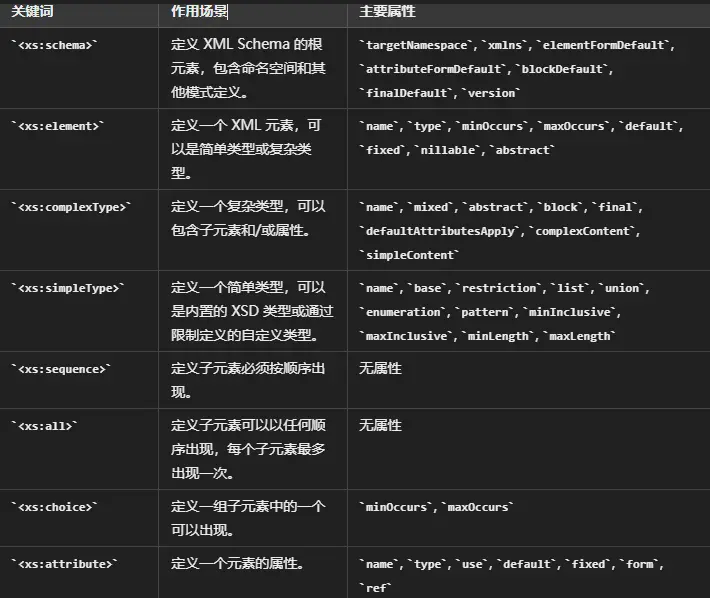 关键词 作用场景 主要属性
`<xs:schema>` 定义 XML Schema 的根 `targetNamespace`,`xmlns`,`elementFormDefault`,
元素，包含命名空间和其 `attributeFormDefault`,`blockDefault`,
他模式定义。 `finalDefault`,`version`
`<xs:element>` 定义一个 XML 元素，可 `name`,`type`,`minOccurs`,`maxOccurs`,`default`,
以是简单类型或复杂类 `fixed`,`nillable`,`abstract`
型。
`<xs:complexType>` 定义一个复杂类型，可以 `name`,`mixed`,`abstract`,`block`,`final`,
包含子元素和/或属性。 `defaultAttributesApply`,`complexContent`,
`simpleContent`
`<xs:simpleType>` 定义一个简单类型，可以 `name`,`base`,`restriction`,`list`,`union`,
是内置的 XSD 类型或通过 `enumeration`,`pattern`,`minInclusive`,
限制定义的自定义类型。 `maxInclusive`,`minLength`,`maxLength`
`<xs:sequence>` 定义子元素必须按顺序出 无属性
现。
`<xs:all>` 定义子元素可以以任何顺 无属性
序出现，每个子元素最多
出现一次。
`<xs:choice>` 定义一组子元素中的一个 `minOccurs`,`maxOccurs`
可以出现。
`<xs:attribute>` 定义一个元素的属性。 `name`,`type`,`use`,`default`,`fixed`,`form`,
`ref`